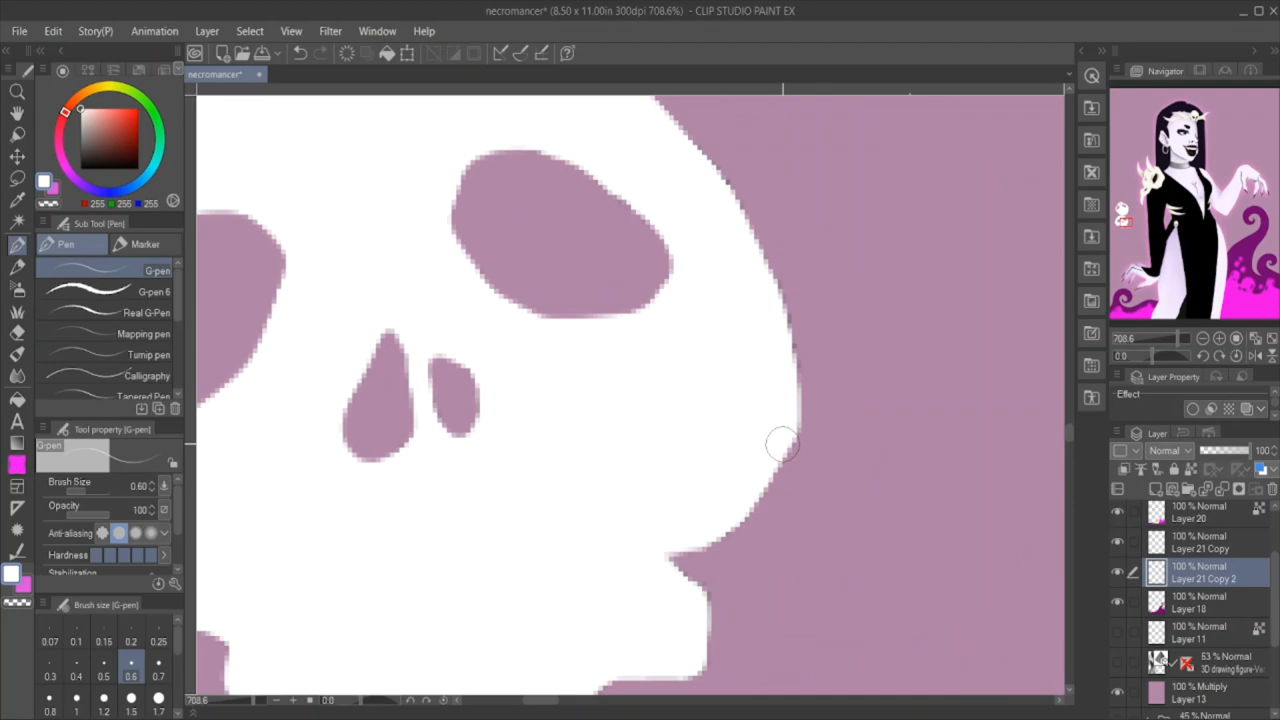 necromancer* (8.50 x 11.00in 300dpi 708.6%) - CLIP STUDIO PAINT EX
File Edit Story(P) Animation Layer Select View Filter Window Help
necromancer*
Navigator
255 255 255
Sub Tool [Pen]
Pen Marker
G-pen
G-pen 6
Real G-Pen
Mapping pen
Turnip pen
Calligraphy
Tapered Pen
Tool property [G-pen]
G-pen
Brush Size 0.60
Opacity 100
Anti-aliasing
Hardness
Stabilization
Brush size [G-pen]
0.07 0.1 0.15 0.2 0.25
0.3 0.4 0.5 0.6 0.7
0.8 1 1.2 1.5 1.7
708.6 0.0
708.6
0.0
Layer Property
Effect
Layer
Normal 100
100 % Normal
Layer 20
100 % Normal
Layer 21 Copy
100 % Normal
Layer 21 Copy 2
100 % Normal
Layer 18
100 % Normal
Layer 11
53 % Normal
3D drawing figure-Ve
100 % Multiply
Layer 13
45 % Normal